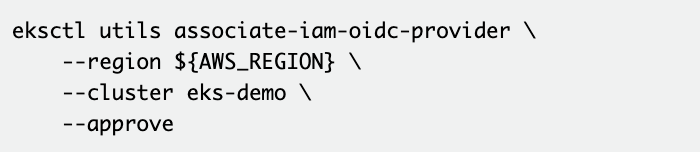 eksctl utils associate-iam-oidc-provider \
    --region ${AWS_REGION} \
    --cluster eks-demo \
    --approve